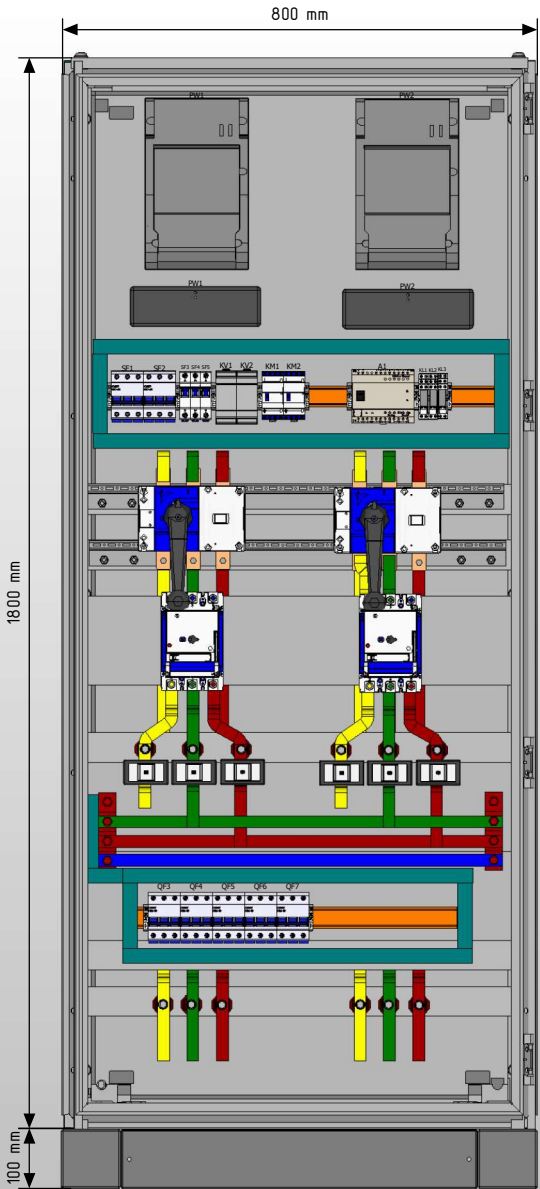 800 mm
PW1
PW2
PW1
PW2
SF1 SF2 SF3 SF4 SF5 KV1 KV2 KM1 KM2 A1 KL1 KL2 KL3
1800 mm
QF3 QF4 QF5 QF6 QF7
100 mm